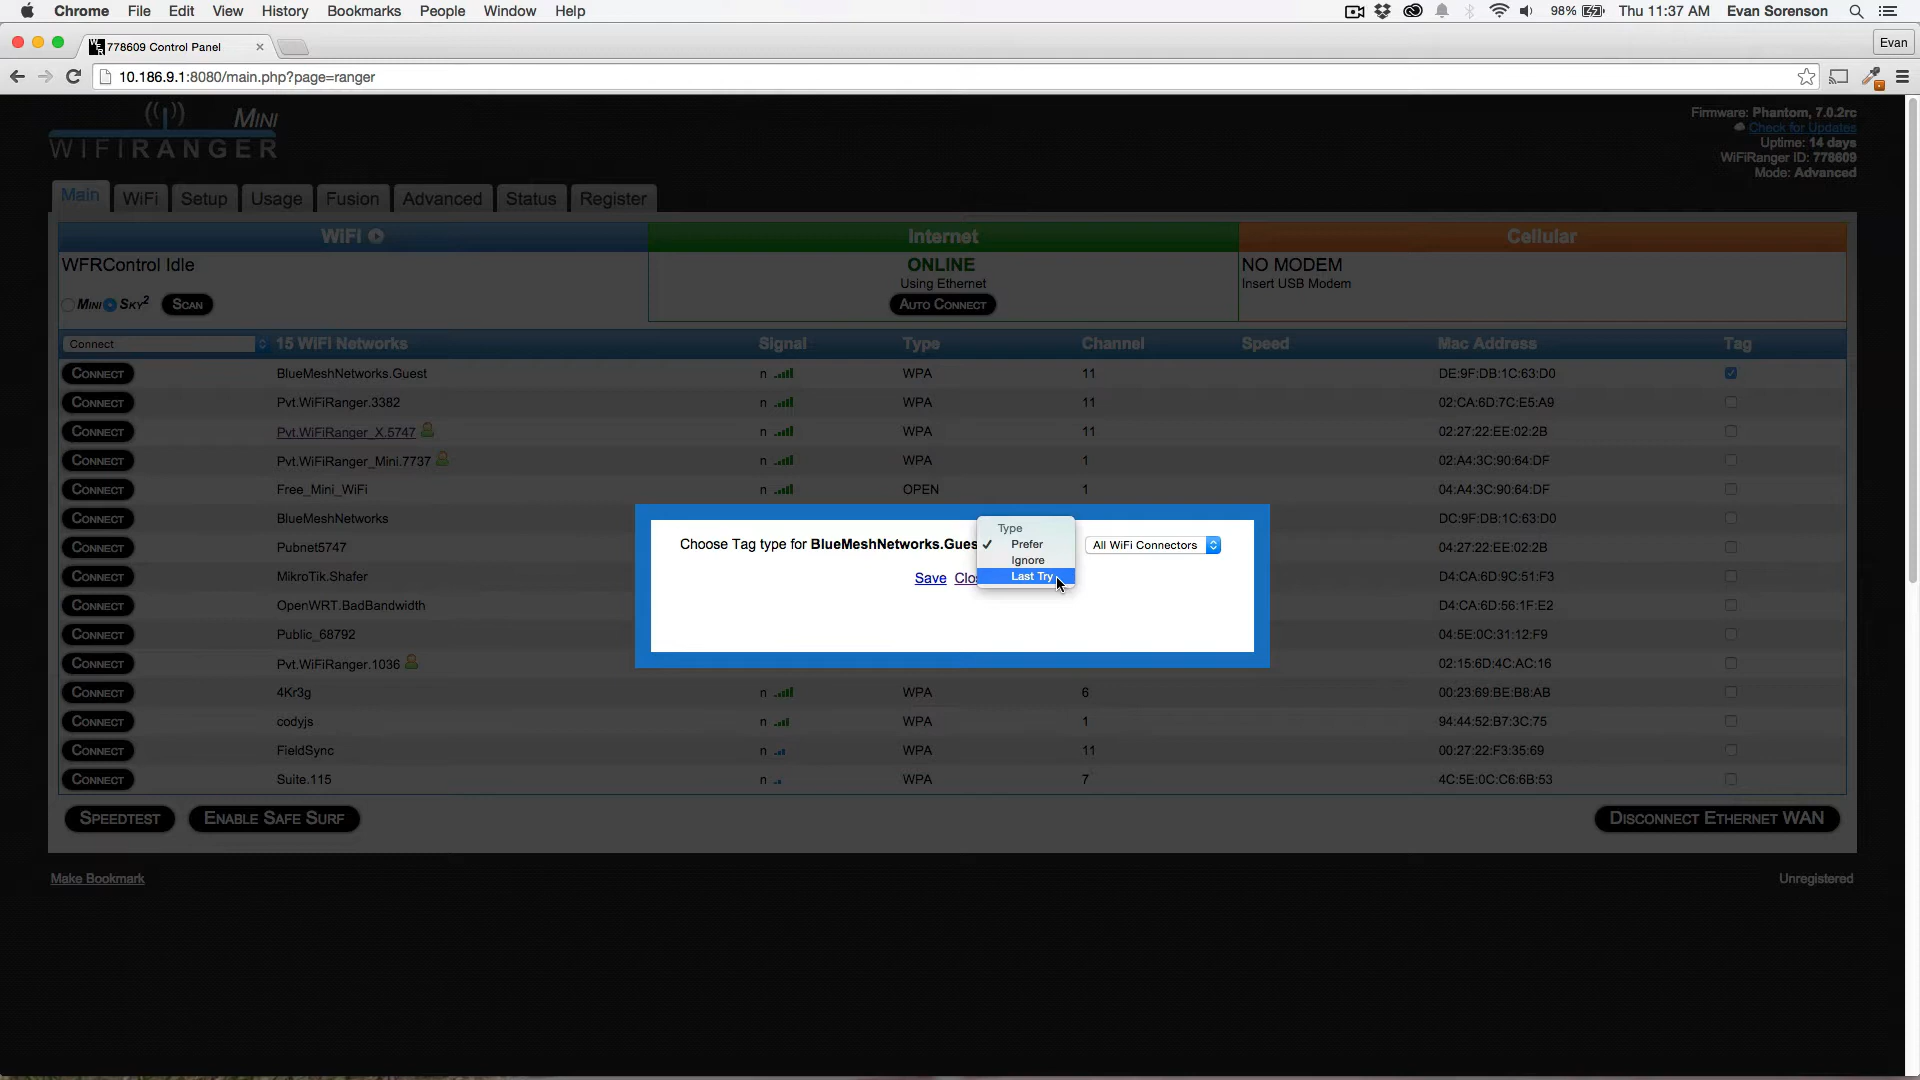 Chrome File Edit View History Bookmarks People Window Help 98% Thu 11:37 AM Evan Sorenson
778609 Control Panel Evan
10.186.9.1:8080/main.php?page=ranger
MINI
WIFIRANGER
Firmware: Phantom, 7.0.2rc
Check for Updates
Uptime: 14 days
WiFiRanger ID: 778609
Mode: Advanced
Main WiFi Setup Usage Fusion Advanced Status Register
WiFi Internet Cellular
WFRControl Idle ONLINE NO MODEM
Using Ethernet Insert USB Modem
MINI SKY2 SCAN AUTO CONNECT
Connect 15 WiFi Networks Signal Type Channel Speed Mac Address Tag
CONNECT BlueMeshNetworks.Guest n WPA 11 DE:9F:DB:1C:63:D0
CONNECT Pvt.WiFiRanger.3382 n WPA 11 02:CA:6D:7C:E5:A9
CONNECT Pvt.WiFiRanger_X.5747 n WPA 11 02:27:22:EE:02:2B
CONNECT Pvt.WiFiRanger_Mini.7737 n WPA 1 02:A4:3C:90:64:DF
CONNECT Free_Mini_WiFi n OPEN 1 04:A4:3C:90:64:DF
CONNECT BlueMeshNetworks DC:9F:DB:1C:63:D0
CONNECT Pubnet5747 04:27:22:EE:02:2B
CONNECT MikroTik.Shafer D4:CA:6D:9C:51:F3
CONNECT OpenWRT.BadBandwidth D4:CA:6D:56:1F:E2
CONNECT Public_68792 04:5E:0C:31:12:F9
CONNECT Pvt.WiFiRanger.1036 02:15:6D:4C:AC:16
CONNECT 4Kr3g n WPA 6 00:23:69:BE:B8:AB
CONNECT codyjs n WPA 1 94:44:52:B7:3C:75
CONNECT FieldSync n WPA 11 00:27:22:F3:35:69
CONNECT Suite.115 n WPA 7 4C:5E:0C:C6:6B:53
Type
Choose Tag type for BlueMeshNetworks.Gues ✓ Prefer All WiFi Connectors
Ignore
Save Clos Last Try
SPEEDTEST ENABLE SAFE SURF DISCONNECT ETHERNET WAN
Make Bookmark Unregistered